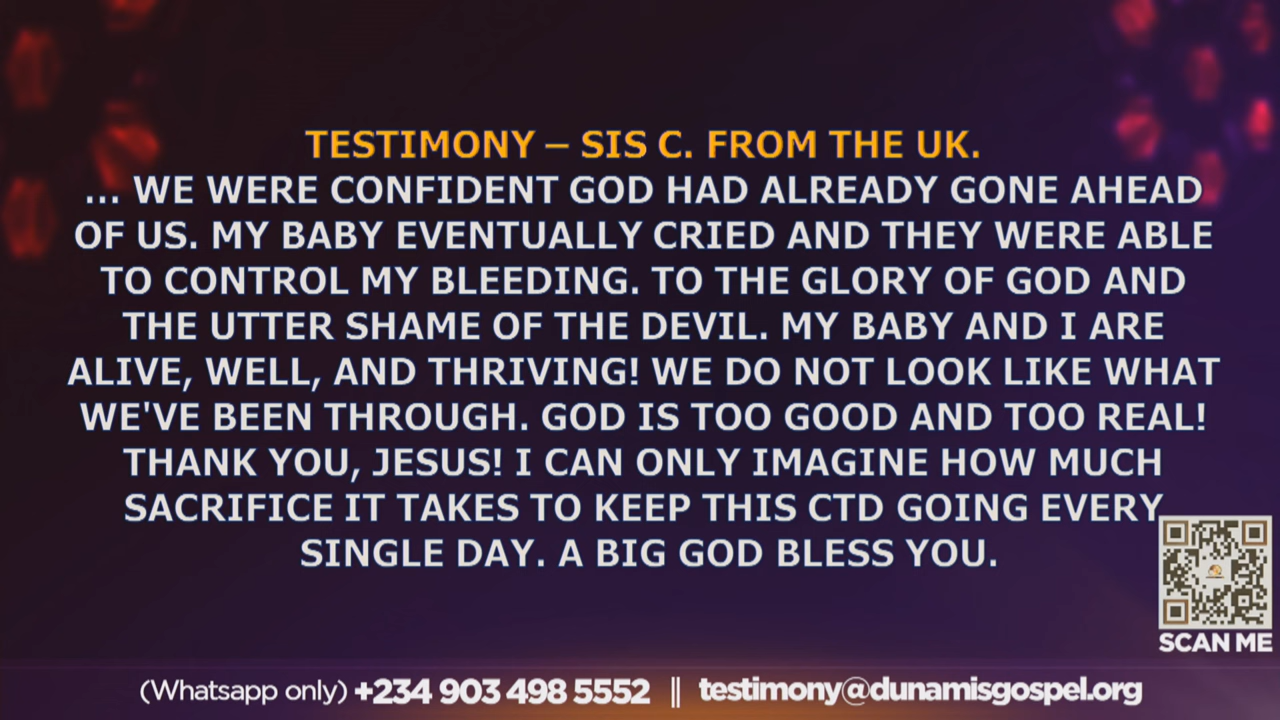 TESTIMONY – SIS C. FROM THE UK.
... WE WERE CONFIDENT GOD HAD ALREADY GONE AHEAD
OF US. MY BABY EVENTUALLY CRIED AND THEY WERE ABLE
TO CONTROL MY BLEEDING. TO THE GLORY OF GOD AND
THE UTTER SHAME OF THE DEVIL. MY BABY AND I ARE
ALIVE, WELL, AND THRIVING! WE DO NOT LOOK LIKE WHAT
WE'VE BEEN THROUGH. GOD IS TOO GOOD AND TOO REAL!
THANK YOU, JESUS! I CAN ONLY IMAGINE HOW MUCH
SACRIFICE IT TAKES TO KEEP THIS CTD GOING EVERY
SINGLE DAY. A BIG GOD BLESS YOU.
SCAN ME
(Whatsapp only) +234 903 498 5552 || testimony@dunamisgospel.org